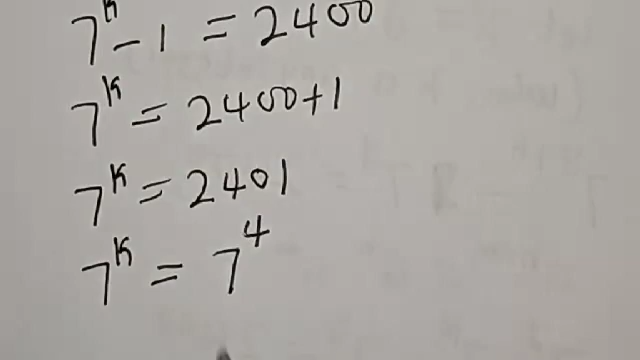 7^k - 1 = 2400
7^k = 2400+1
7^k = 2401
7^k = 7^4